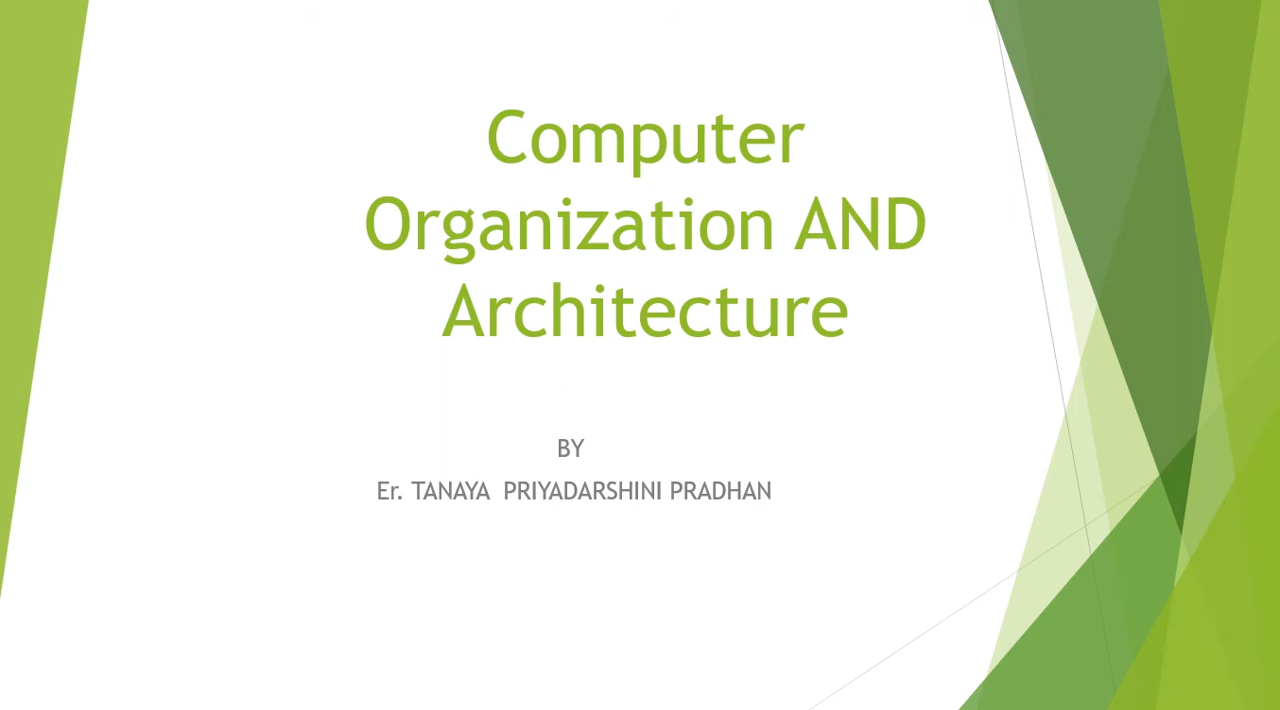 Computer
Organization AND
Architecture
BY
Er. TANAYA PRIYADARSHINI PRADHAN